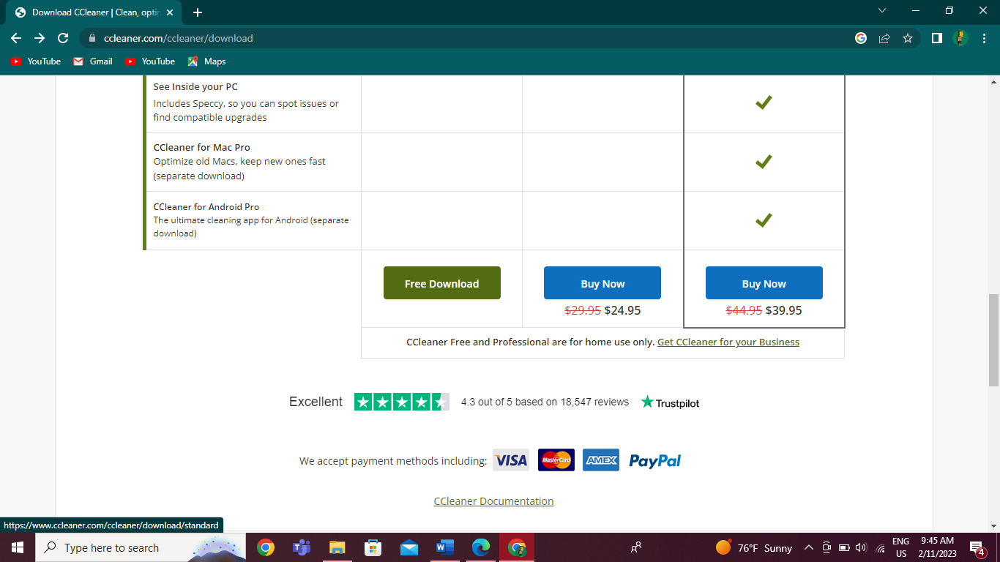 Download CCleaner | Clean, optim
ccleaner.com/ccleaner/download
YouTube Gmail YouTube Maps
See Inside your PC
Includes Speccy, so you can spot issues or
find compatible upgrades
CCleaner for Mac Pro
Optimize old Macs, keep new ones fast
(separate download)
CCleaner for Android Pro
The ultimate cleaning app for Android (separate
download)
Free Download Buy Now Buy Now
$29.95 $24.95 $44.95 $39.95
CCleaner Free and Professional are for home use only. Get CCleaner for your Business
Excellent 4.3 out of 5 based on 18,547 reviews Trustpilot
We accept payment methods including: VISA MasterCard AMEX PayPal
CCleaner Documentation
https://www.ccleaner.com/ccleaner/download/standard
Type here to search 76°F Sunny ENG 9:45 AM
US 2/11/2023 4